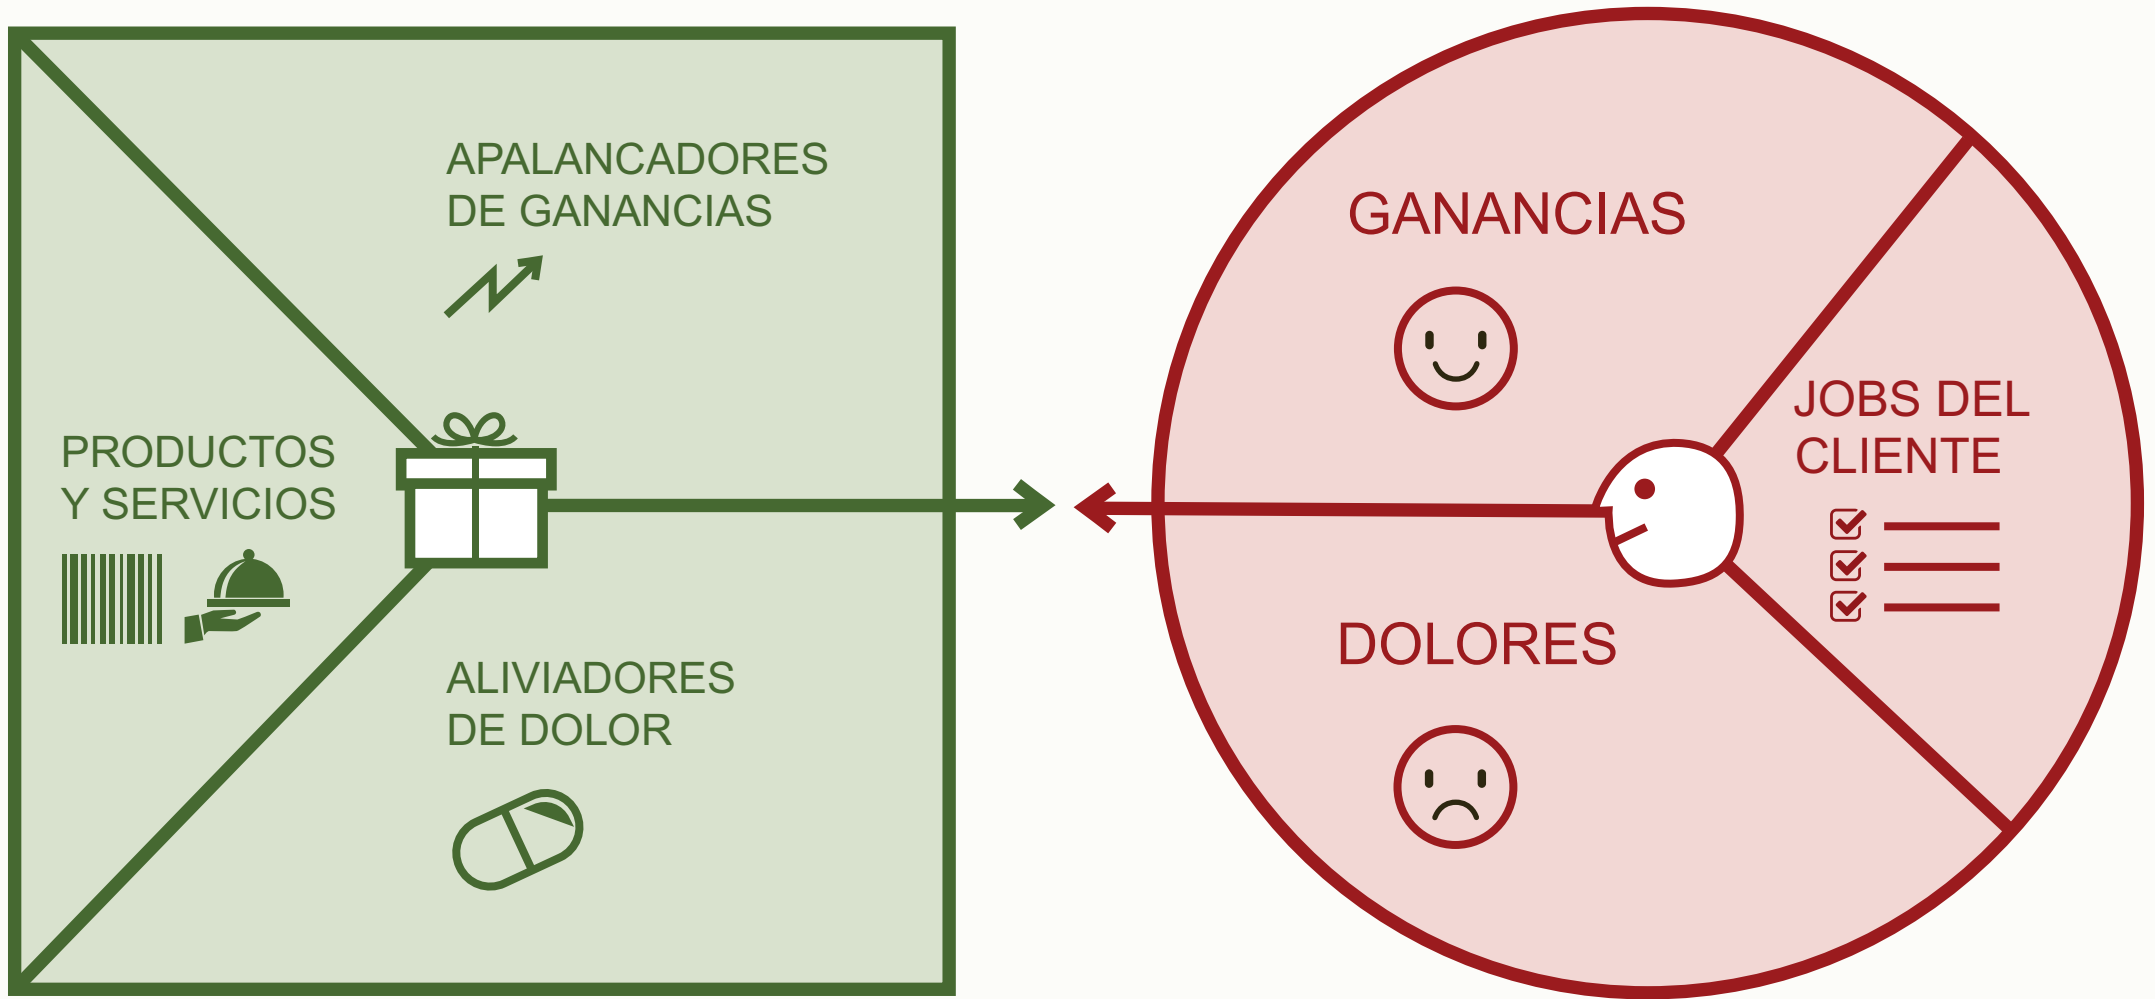 APALANCADORES
DE GANANCIAS
PRODUCTOS
Y SERVICIOS
ALIVIADORES
DE DOLOR
GANANCIAS
JOBS DEL
CLIENTE
DOLORES